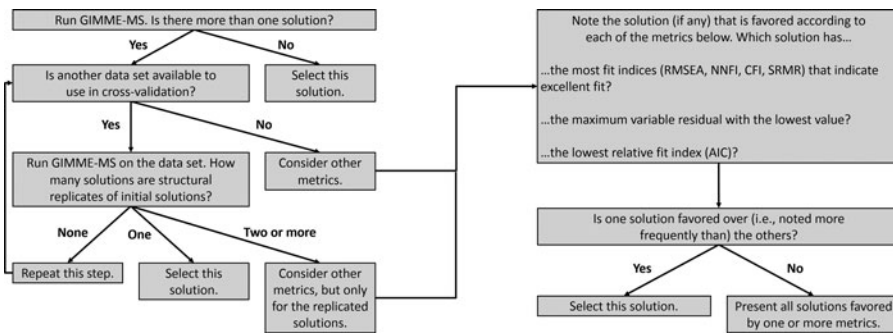 Run GIMME-MS. Is there more than one solution?
Yes
No
Is another data set available to
use in cross-validation?
Select this
solution.
Yes
No
Run GIMME-MS on the data set. How
many solutions are structural
replicates of initial solutions?
Consider other
metrics.
None
One
Two or more
Repeat this step.
Select this
solution.
Consider other
metrics, but only
for the replicated
solutions.
Note the solution (if any) that is favored according to
each of the metrics below. Which solution has…
…the most fit indices (RMSEA, NNFI, CFI, SRMR) that indicate
excellent fit?
…the maximum variable residual with the lowest value?
…the lowest relative fit index (AIC)?
Is one solution favored over (i.e., noted more
frequently than) the others?
Yes
No
Select this solution.
Present all solutions favored
by one or more metrics.